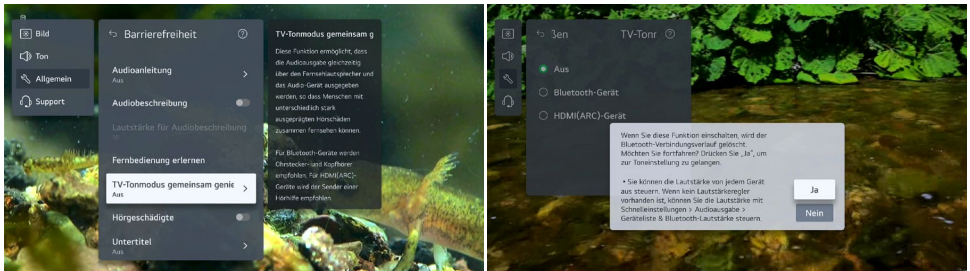 Bild
Ton
Allgemein
Support
Barrierefreiheit
Audioanleitung
Aus
Audiobeschreibung
Lautstärke für Audiobeschreibung
Fernbedienung erlernen
TV-Tonmodus gemeinsam genie
Aus
Hörgeschädigte
Untertitel
Aus
TV-Tonmodus gemeinsam g
Diese Funktion ermöglicht, dass
die Audioausgabe gleichzeitig
über den Fernsehlautsprecher und
das Audio-Gerät ausgegeben
werden, so dass Menschen mit
unterschiedlich stark
ausgeprägten Hörschäden
zusammen fernsehen können.
Für Bluetooth-Geräte werden
Ohrstecker- und Kopfhörer
empfohlen. Für HDMI(ARC)-
Geräte wird der Sender einer
Hörhilfe empfohlen.
ßen TV-Tonr
Aus
Bluetooth-Gerät
HDMI(ARC)-Gerät
Wenn Sie diese Funktion einschalten, wird der
Bluetooth-Verbindungsverlauf gelöscht.
Möchten Sie fortfahren? Drücken Sie „Ja", um
zur Toneinstellung zu gelangen.
• Sie können die Lautstärke von jedem Gerät
aus steuern. Wenn kein Lautstärkeregler
vorhanden ist, können Sie die Lautstärke mit
Schnelleinstellungen > Audioausgabe >
Geräteliste & Bluetooth-Lautstärke steuern.
Ja
Nein